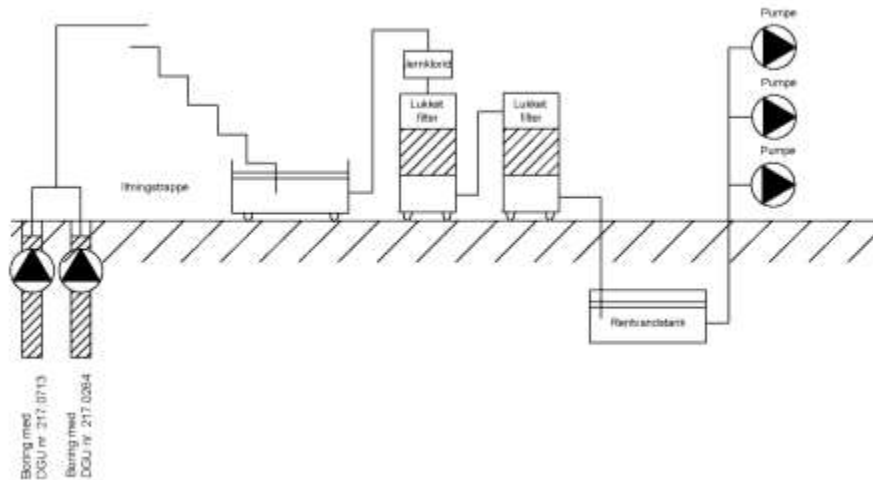 Pumpe
Jernklorid
Lukket
filter
Lukket
filter
Pumpe
Pumpe
Iltningstrappe
Rentvandstank
Boring med
DGU nr. 217.0713
Boring med
DGU nr. 217.0264